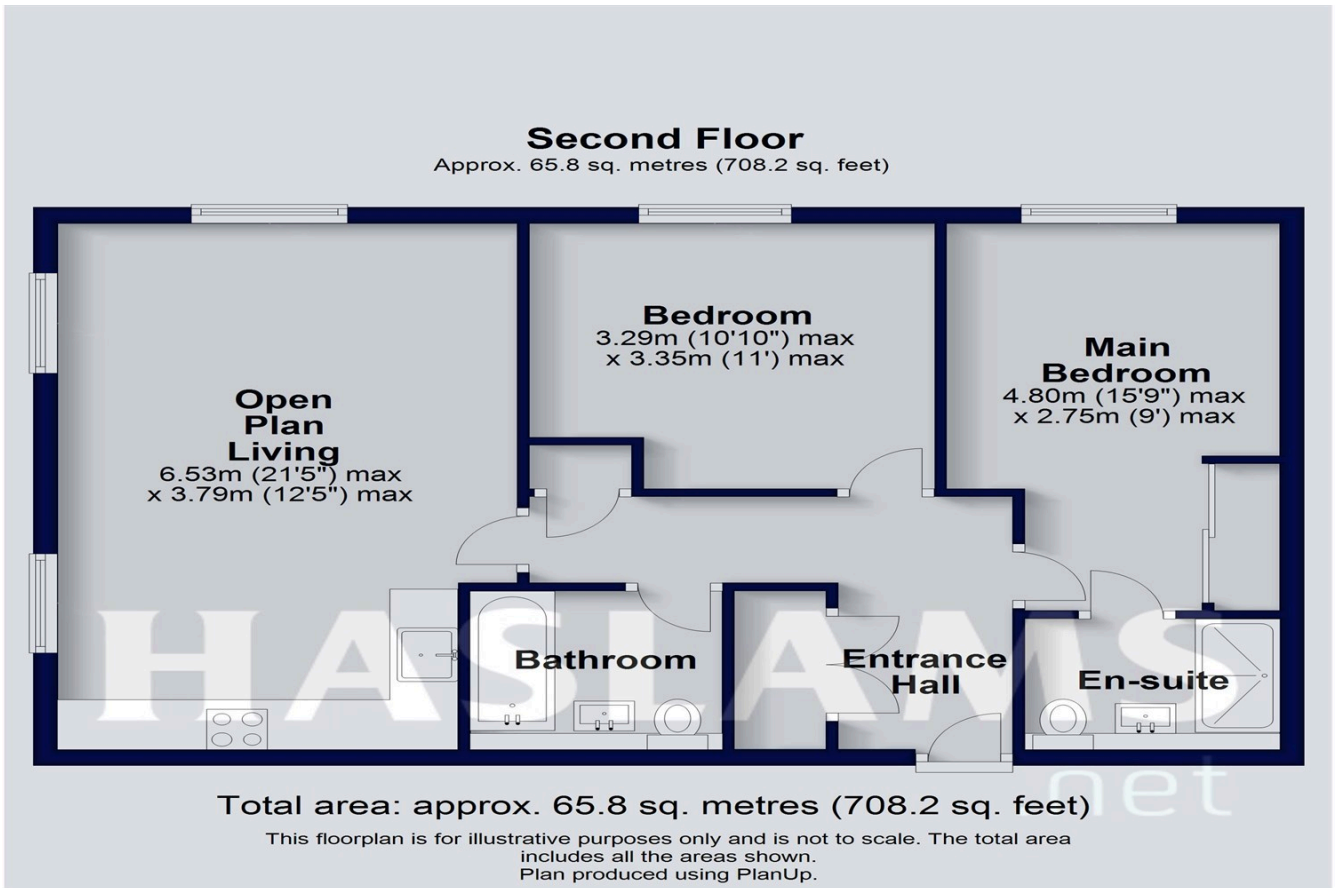 Second Floor
Approx. 65.8 sq. metres (708.2 sq. feet)
Bedroom
3.29m (10'10") max
x 3.35m (11') max
Main
Bedroom
4.80m (15'9") max
x 2.75m (9') max
Open
Plan
Living
6.53m (21'5") max
x 3.79m (12'5") max
HASLAMS
net
Bathroom
Entrance
Hall
En-suite
Total area: approx. 65.8 sq. metres (708.2 sq. feet)
This floorplan is for illustrative purposes only and is not to scale. The total area
includes all the areas shown.
Plan produced using PlanUp.